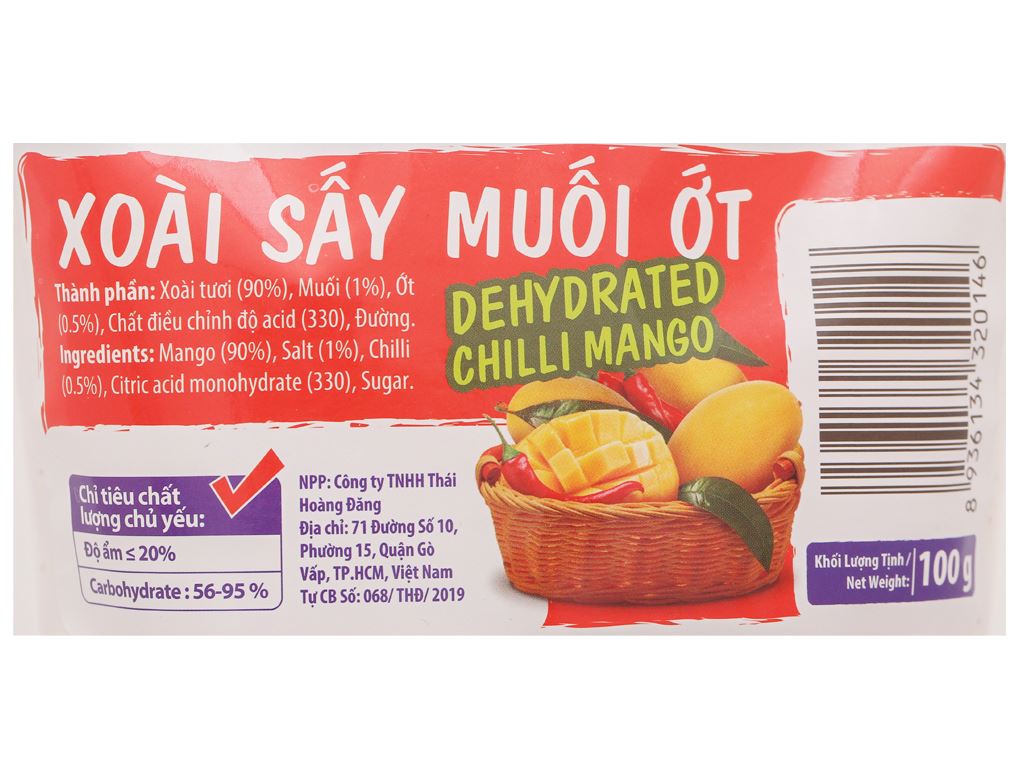 XOÀI SẤY MUỐI ỚT
DEHYDRATED
CHILLI MANGO
Thành phần: Xoài tươi (90%), Muối (1%), Ớt
(0.5%), Chất điều chỉnh độ acid (330), Đường.
Ingredients: Mango (90%), Salt (1%), Chilli
(0.5%), Citric acid monohydrate (330), Sugar.
Chỉ tiêu chất
lượng chủ yếu:
Độ ẩm ≤ 20%
Carbohydrate : 56-95 %
NPP: Công ty TNHH Thái
Hoàng Đăng
Địa chỉ: 71 Đường Số 10,
Phường 15, Quận Gò
Vấp, TP.HCM, Việt Nam
Tự CB Số: 068/ THĐ/ 2019
8 936134 320146
Khối Lượng Tịnh /
Net Weight:
100 g